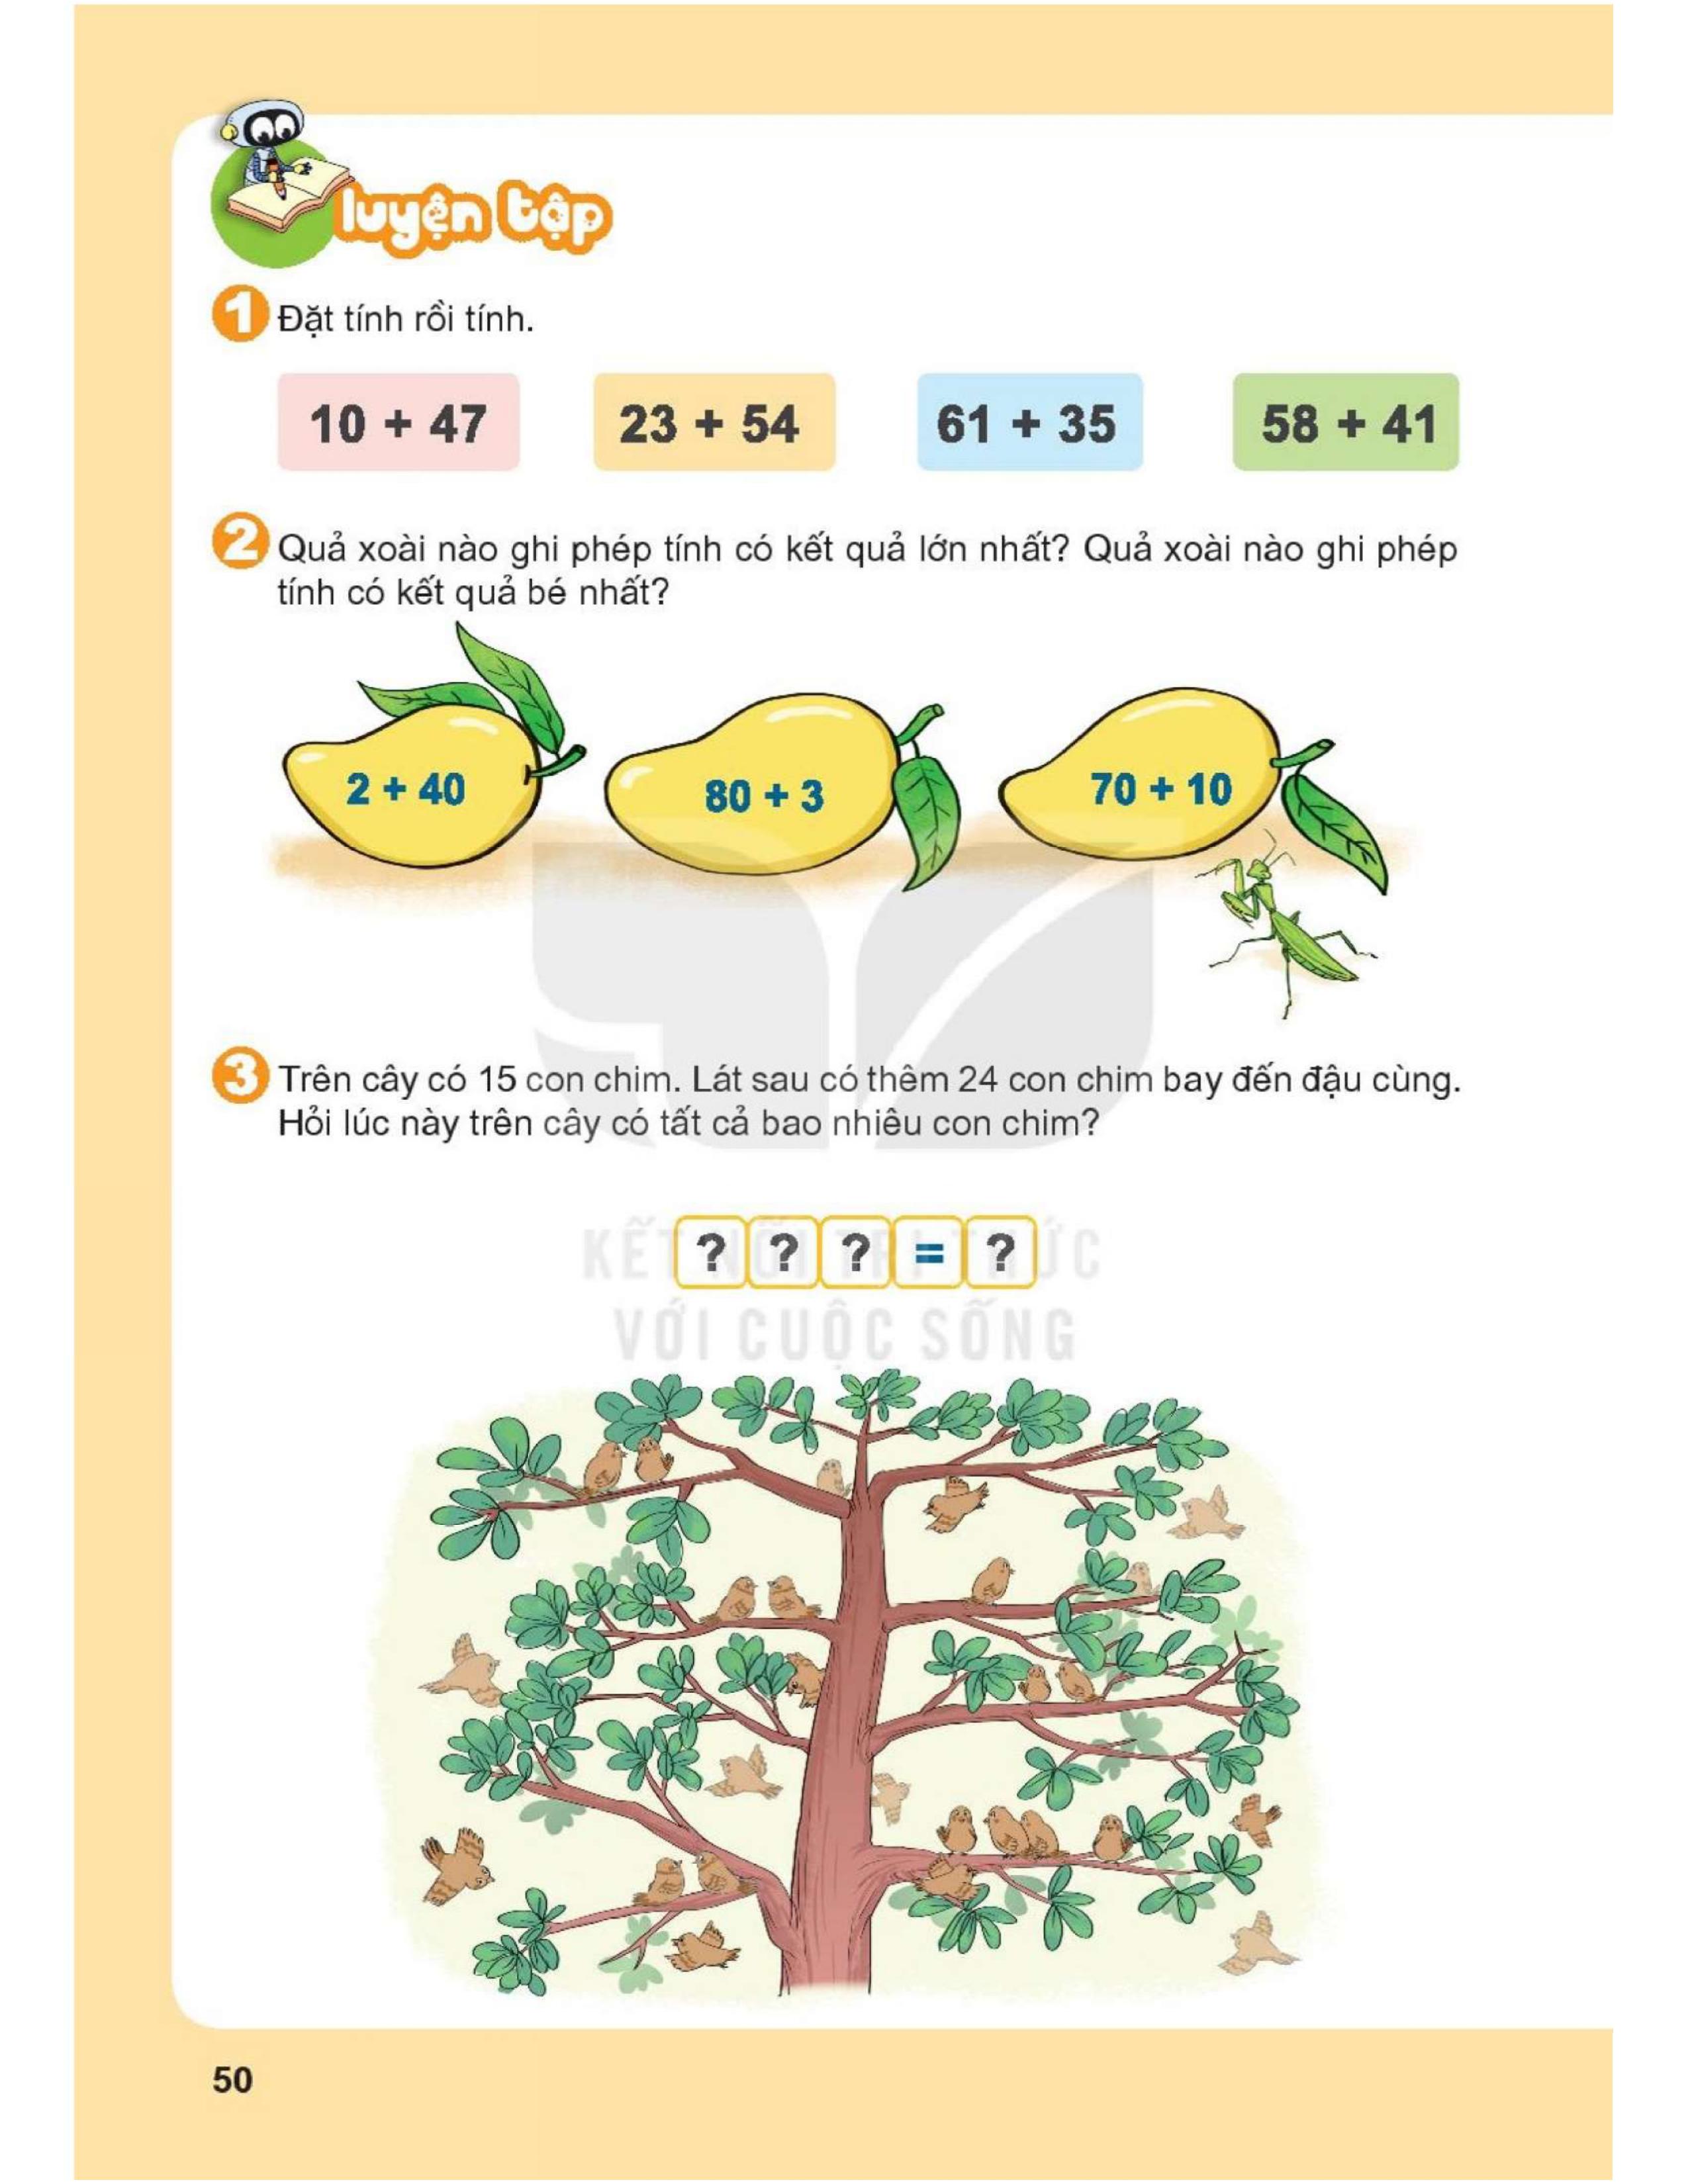 luyện tập
1 Đặt tính rồi tính.
10 + 47 23 + 54 61 + 35 58 + 41
2 Quả xoài nào ghi phép tính có kết quả lớn nhất? Quả xoài nào ghi phép
tính có kết quả bé nhất?
2 + 40 80 + 3 70 + 10
3 Trên cây có 15 con chim. Lát sau có thêm 24 con chim bay đến đậu cùng.
Hỏi lúc này trên cây có tất cả bao nhiêu con chim?
? ? ? = ?
KẾT NỐI TRI THỨC
VỚI CUỘC SỐNG
50